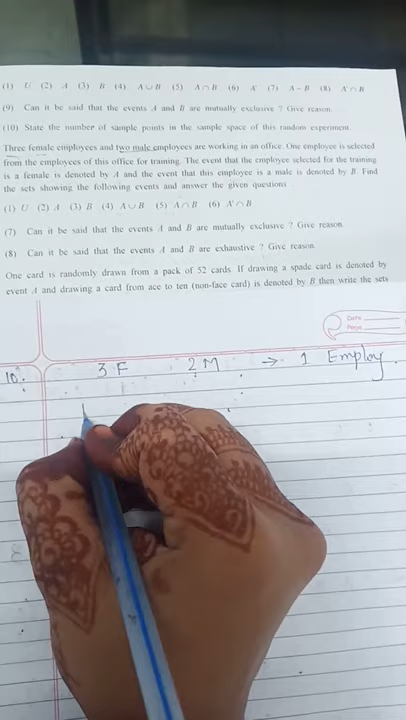 (1) U (2) A (3) B (4) A ∪ B (5) A ∩ B (6) A' (7) A – B (8) A' ∩ B
(9) Can it be said that the events A and B are mutually exclusive ? Give reason.
(10) State the number of sample points in the sample space of this random experiment.
Three female employees and two male employees are working in an office. One employee is selected
from the employees of this office for training. The event that the employee selected for the training
is a female is denoted by A and the event that this employee is a male is denoted by B. Find
the sets showing the following events and answer the given questions
(1) U (2) A (3) B (4) A ∪ B (5) A ∩ B (6) A' ∩ B
(7) Can it be said that the events A and B are mutually exclusive ? Give reason.
(8) Can it be said that the events A and B are exhaustive ? Give reason.
One card is randomly drawn from a pack of 52 cards. If drawing a spade card is denoted by
event A and drawing a card from ace to ten (non-face card) is denoted by B then write the sets
Date
Page
10. 3 F 2 M → 1 Employ.